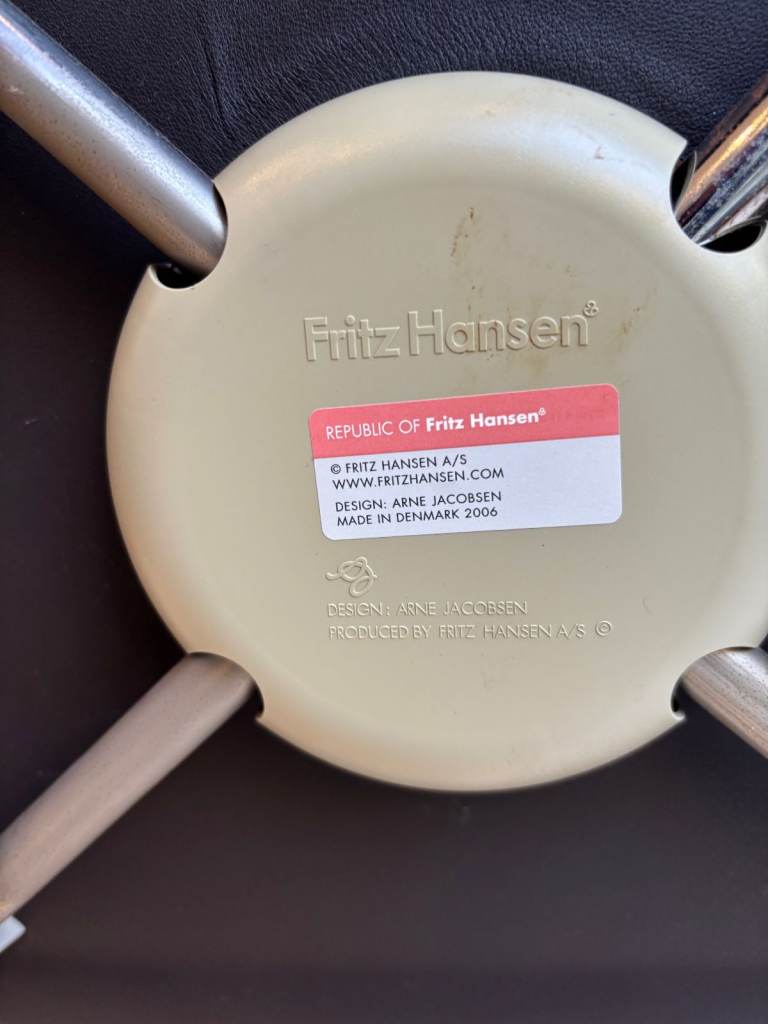 Fritz Hansen
REPUBLIC OF Fritz Hansen
© FRITZ HANSEN A/S
WWW.FRITZHANSEN.COM
DESIGN: ARNE JACOBSEN
MADE IN DENMARK 2006
DESIGN: ARNE JACOBSEN
PRODUCED BY FRITZ HANSEN A/S ©